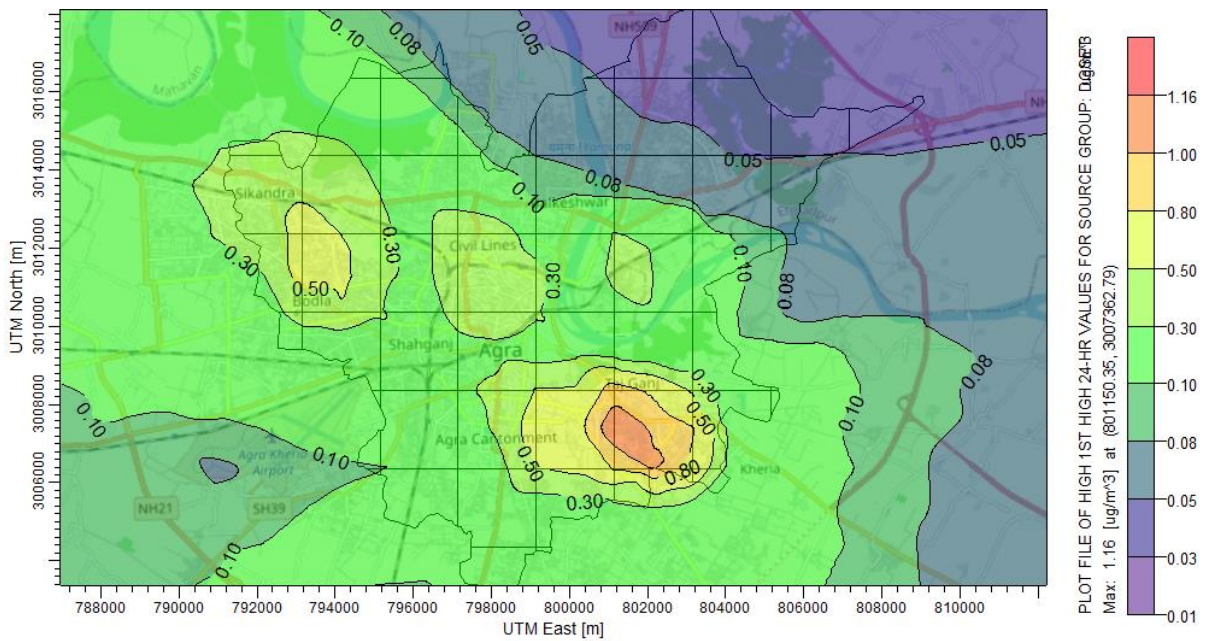 0.10
0.08
0.05
NH509
3016000
Mahavan
NH
0.05
0.05
3014000
0.08
Sikandra
0.10
lkeshwar
3012000
Civil Lines
0.30
0.30
0.30
0.10
0.08
0.50
Bodla
UTM North [m]
3010000
Shahganj
Agra
0.08
3008000
0.10
Taj Ganj
0.30
0.50
0.10
Agra Cantonment
Agra Kheria
Airport
0.10
0.50
0.80
Kheria
3006000
0.30
NH21
SH39
0.10
788000 790000 792000 794000 796000 798000 800000 802000 804000 806000 808000 810000
UTM East [m]
PLOT FILE OF HIGH 1ST HIGH 24-HR VALUES FOR SOURCE GROUP:
Max: 1.16 [ug/m^3] at (801150.35, 3007362.79)
1.16
1.00
0.80
0.50
0.30
0.10
0.08
0.05
0.03
0.01